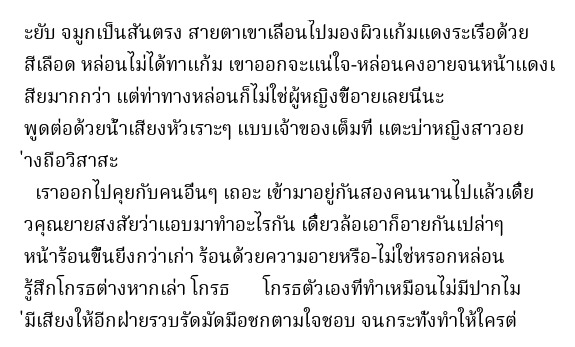 ะยับ จมูกเป็นสันตรง สายตาเขาเลื่อนไปมองผิวแก้มแดงระเรื่อด้วย
สีเลือด หล่อนไม่ได้ทาแก้ม เขาออกจะแน่ใจ-หล่อนคงอายจนหน้าแดงเ
สียมากกว่า แต่ท่าทางหล่อนก็ไม่ใช่ผู้หญิงขี้อายเลยนี่นะ
พูดต่อด้วยน้ำเสียงหัวเราะๆ แบบเจ้าของเต็มที่ แตะบ่าหญิงสาวอย
่างถือวิสาสะ
เราออกไปคุยกับคนอื่นๆ เถอะ เข้ามาอยู่กันสองคนนานไปแล้วเดี๋ย
วคุณยายสงสัยว่าแอบมาทำอะไรกัน เดี๋ยวล้อเอาก็อายกันเปล่าๆ
หน้าร้อนขึ้นยิ่งกว่าเก่า ร้อนด้วยความอายหรือ-ไม่ใช่หรอกหล่อน
รู้สึกโกรธต่างหากเล่า โกรธ โกรธตัวเองที่ทำเหมือนไม่มีปากไม
่มีเสียงให้อีกฝ่ายรวบรัดมัดมือชกตามใจชอบ จนกระทั่งทำให้ใครต่